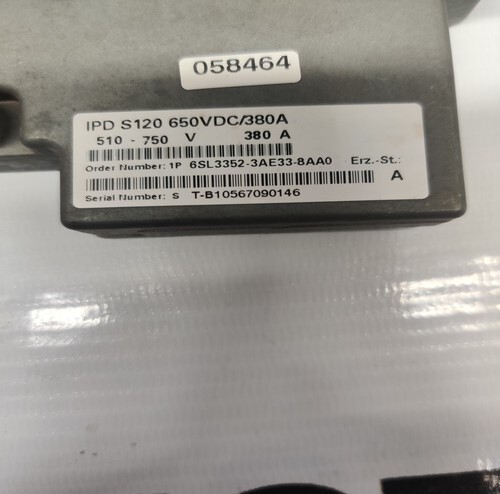 058464
IPD S120 650VDC/380A
510 - 750 V 380 A
Order Number: 1P 6SL3352-3AE33-8AA0 Erz.-St.:
A
Serial Number: S T-B10567090146